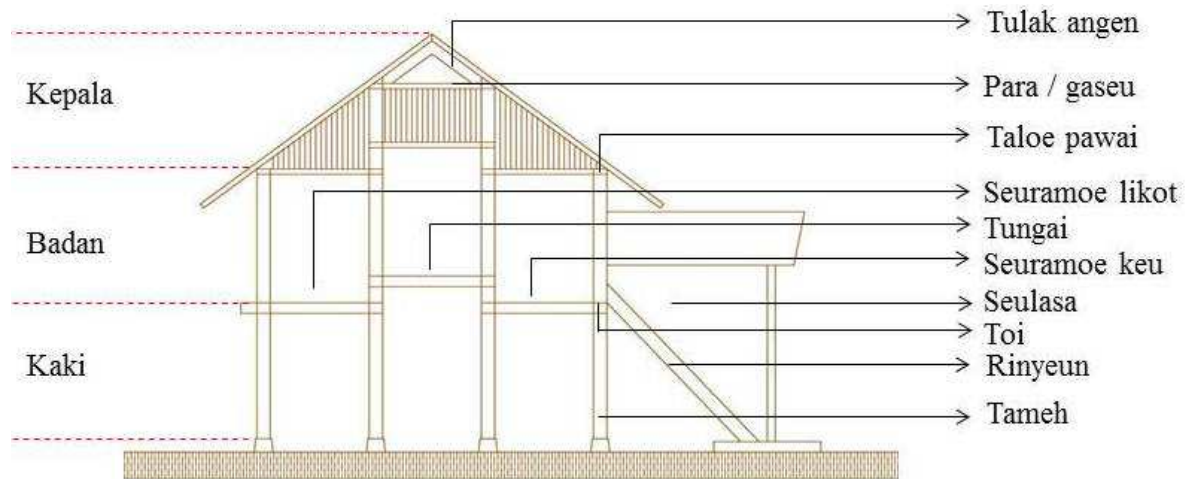 Tulak angen
Kepala
Para / gaseu
Taloe pawai
Seuramoe likot
Badan
Tungai
Seuramoe keu
Seulasa
Toi
Kaki
Rinyeun
Tameh